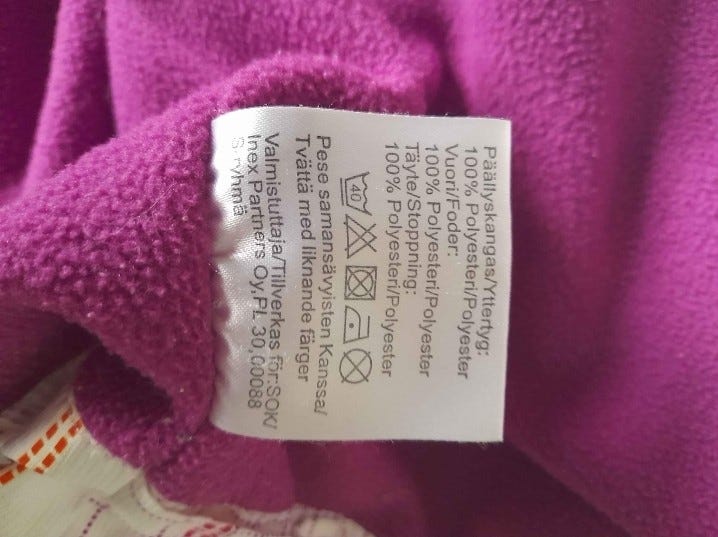 Päällyskangas/Yttertyg:
100% Polyesteri/Polyester
Vuori/Foder:
100% Polyesteri/Polyester
Täyte/Stoppning:
100% Polyesteri/Polyester
40
Pese samansävyisten Kanssa/
Tvätta med liknande färger
Valmistuttaja/Tillverkas för:SOK/
Inex Partners Oy,PL 30,00088
S-ryhmä